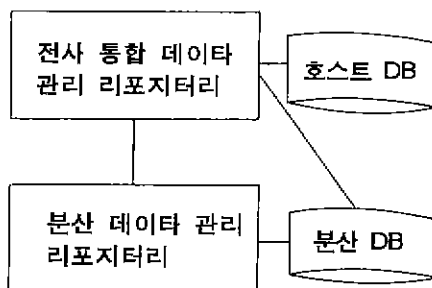 전사 통합 데이타
관리 리포지터리
호스트 DB
분산 데이타 관리
리포지터리
분산 DB